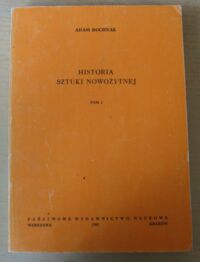 ADAM BOCHNAK
HISTORIA
SZTUKI NOWOŻYTNEJ
TOM I
PAŃSTWOWE WYDAWNICTWO NAUKOWE
WARSZAWA KRAKÓW